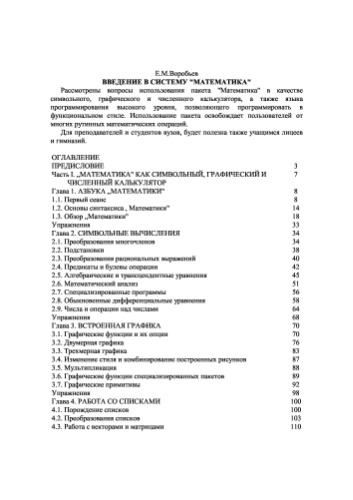 Е.М.Воробьев
ВВЕДЕНИЕ В СИСТЕМУ "МАТЕМАТИКА"
Рассмотрены вопросы использования пакета "Математика" в качестве
символьного, графического и численного калькулятора, а также языка
программирования высокого уровня, позволяющего программировать в
функциональном стиле. Использование пакета освобождает пользователей от
многих рутинных математических операций.
Для преподавателей и студентов вузов, будет полезна также учащимся лицеев
и гимназий.
ОГЛАВЛЕНИЕ
ПРЕДИСЛОВИЕ 3
Часть I. „МАТЕМАТИКА" КАК СИМВОЛЬНЫЙ, ГРАФИЧЕСКИЙ И 7
ЧИСЛЕННЫЙ КАЛЬКУЛЯТОР
Глава 1. АЗБУКА „МАТЕМАТИКИ" 8
1.1. Первый сеанс 8
1.2. Основы синтаксиса „ Математики" 14
1.3. Обзор „Математики" 18
Упражнения 33
Глава 2. СИМВОЛЬНЫЕ ВЫЧИСЛЕНИЯ 34
2.1. Преобразования многочленов 34
2.2. Подстановки 38
2.3. Преобразования рациональных выражений 40
2.4. Предикаты и булевы операции 42
2.5. Алгебраические и трансцендентные уравнения 45
2.6. Математический анализ 51
2.7. Специализированные программы 56
2.8. Обыкновенные дифференциальные уравнения 58
2.9. Числа и операции над числами 64
Упражнения 68
Глава 3. ВСТРОЕННАЯ ГРАФИКА 70
3.1. Графические функции и их опции 70
3.2. Двумерная графика 76
3.3. Трехмерная графика 83
3.4. Изменение стиля и комбинирование построенных рисунков 87
3.5. Мультипликация 88
3.6. Графические функции специализированных пакетов 89
3.7. Графические примитивы 92
Упражнения 98
Глава 4. РАБОТА СО СПИСКАМИ 100
4.1. Порождение списков 100
4.2. Преобразования списков 103
4.3. Работа с векторами и матрицами 110